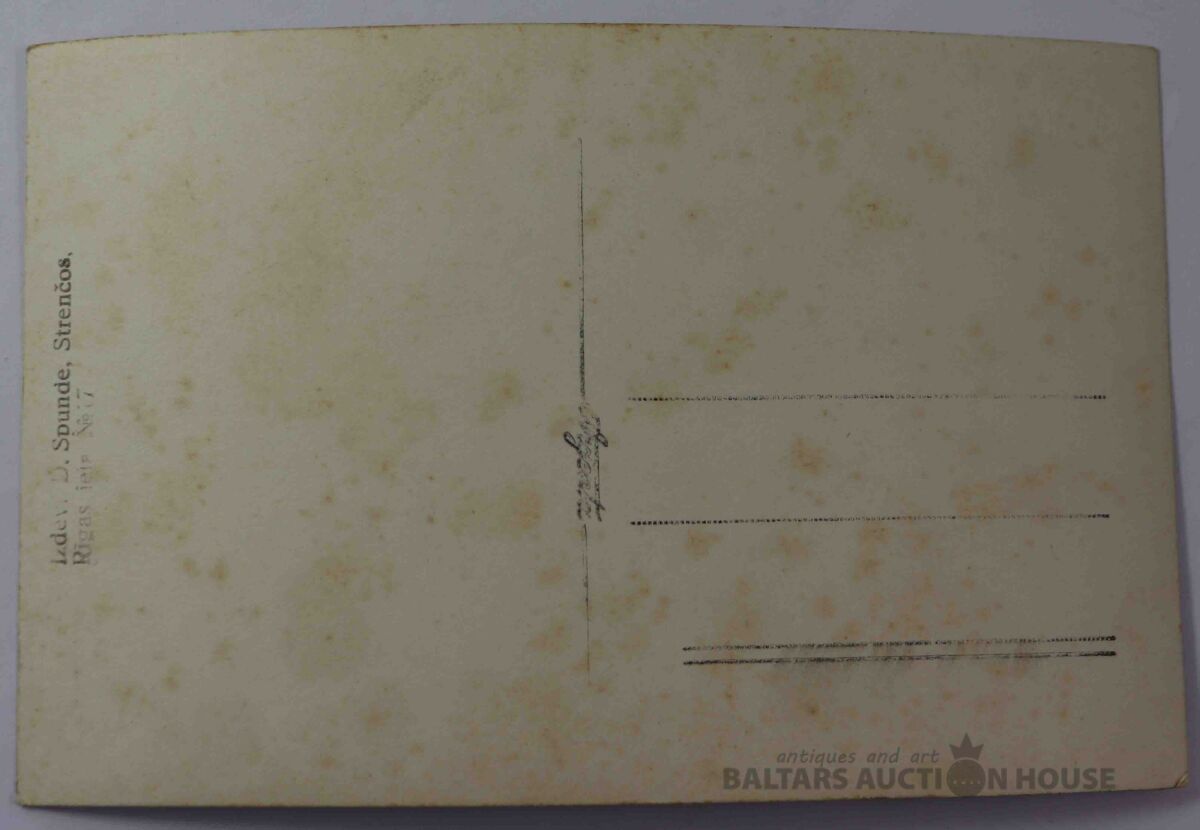 Izdev. D. Spunde, Strenčos,
Rīgas ielā №17
antiques and art
BALTARS AUCTION HOUSE